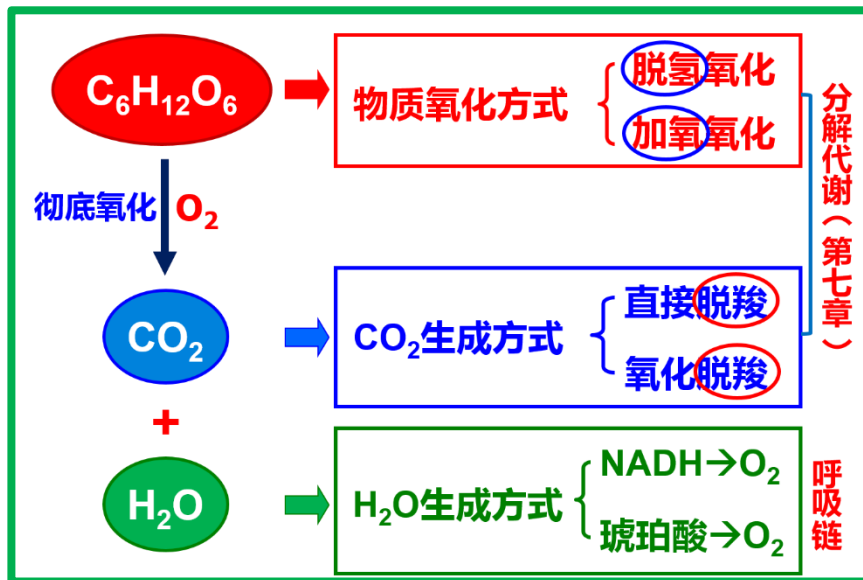 C₆H₁₂O₆
物质氧化方式
脱氢氧化
加氧氧化
彻底氧化
O₂
CO₂
CO₂生成方式
直接脱羧
氧化脱羧
分解代谢（第七章）
+
H₂O
H₂O生成方式
NADH→O₂
琥珀酸→O₂
呼吸链